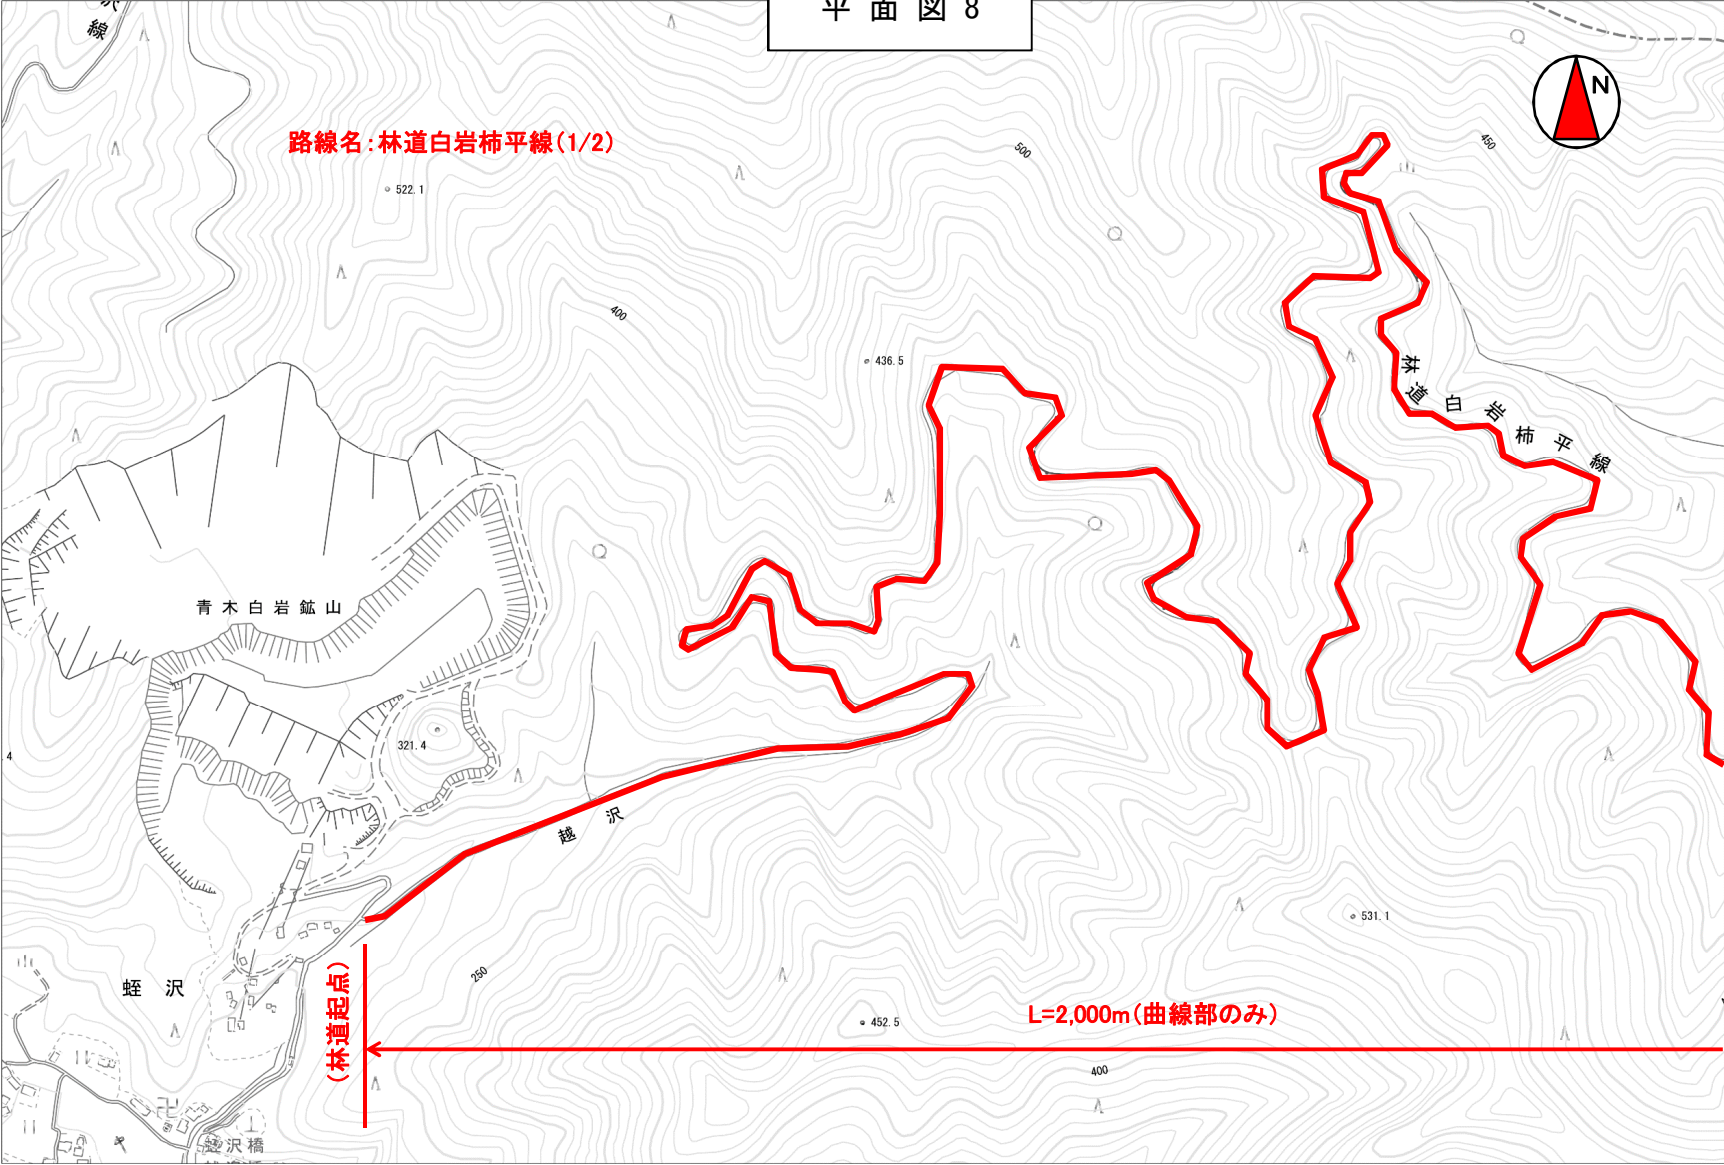 平面図 8
線
N
路線名：林道白岩柿平線（1/2）
522.1
500
450
400
436.5
林道白岩柿平線
青木白岩鉱山
321.4
4
越沢
531.1
250
蛭沢
（林道起点）
452.5
L=2,000m（曲線部のみ）
400
越沢橋